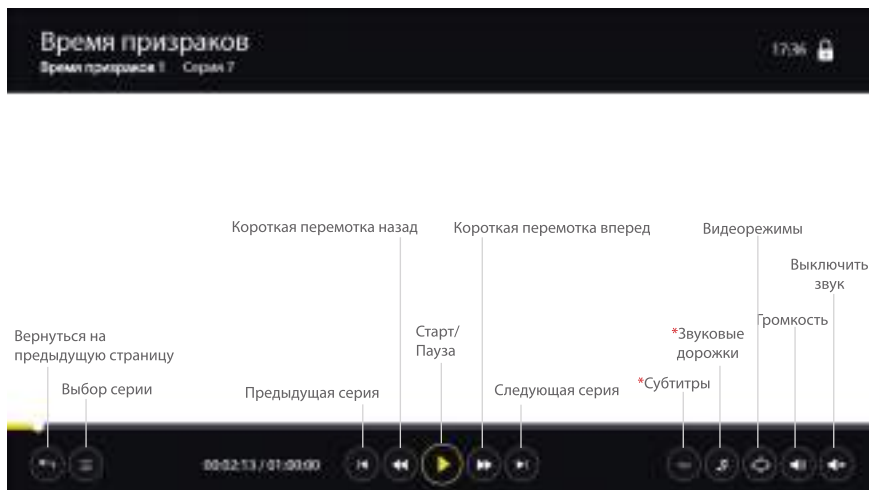 Время призраков
Время призраков 1 Серия 7
17:36
Короткая перемотка назад
Короткая перемотка вперед
Видеорежимы
Выключить
звук
Громкость
Вернуться на
предыдущую страницу
Старт/
Пауза
*Звуковые
дорожки
Выбор серии
Предыдущая серия
Следующая серия
*Субтитры
00:02:13 / 01:00:00